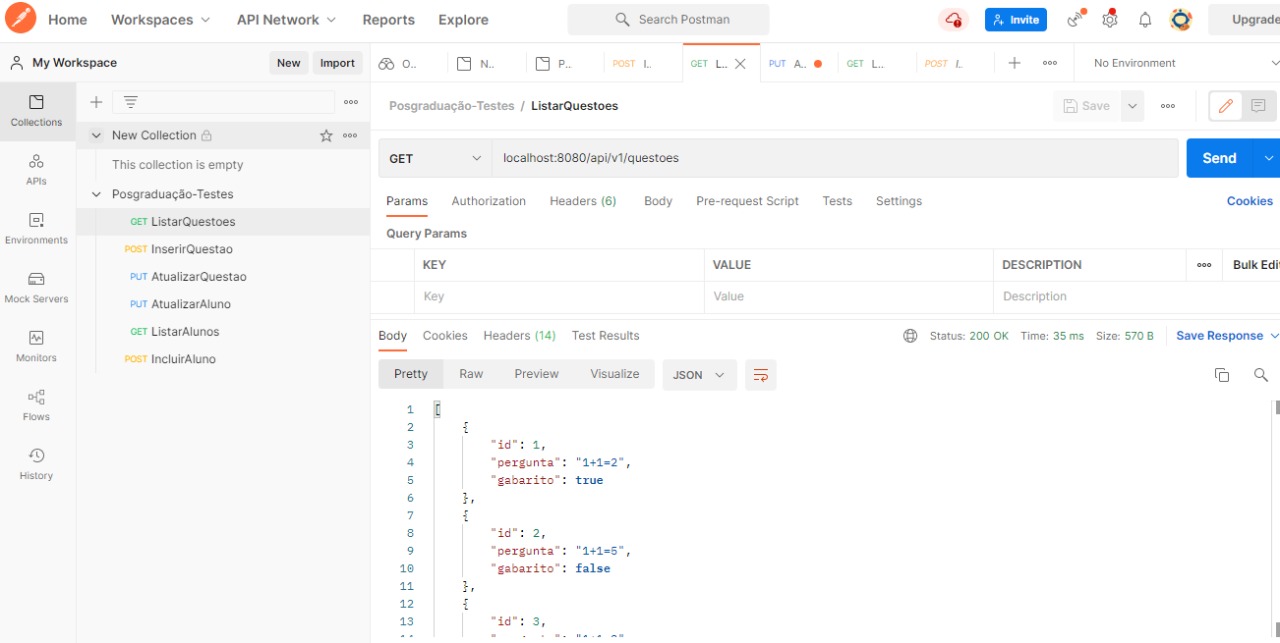 Home Workspaces API Network Reports Explore Search Postman Invite Upgrade
My Workspace New Import O.. N.. P.. POST I.. GET L.. PUT A.. GET L.. POST I.. No Environment
Collections
APIs
Environments
Mock Servers
Monitors
Flows
History
New Collection
This collection is empty
Posgraduação-Testes
GET ListarQuestoes
POST InserirQuestao
PUT AtualizarQuestao
PUT AtualizarAluno
GET ListarAlunos
POST IncluirAluno
Posgraduação-Testes / ListarQuestoes Save
GET localhost:8080/api/v1/questoes Send
Params Authorization Headers (6) Body Pre-request Script Tests Settings Cookies
Query Params
KEY VALUE DESCRIPTION Bulk Edi
Key Value Description
Body Cookies Headers (14) Test Results Status: 200 OK Time: 35 ms Size: 570 B Save Response
Pretty Raw Preview Visualize JSON
1 [
2 {
3 "id": 1,
4 "pergunta": "1+1=2",
5 "gabarito": true
6 },
7 {
8 "id": 2,
9 "pergunta": "1+1=5",
10 "gabarito": false
11 },
12 {
13 "id": 3,